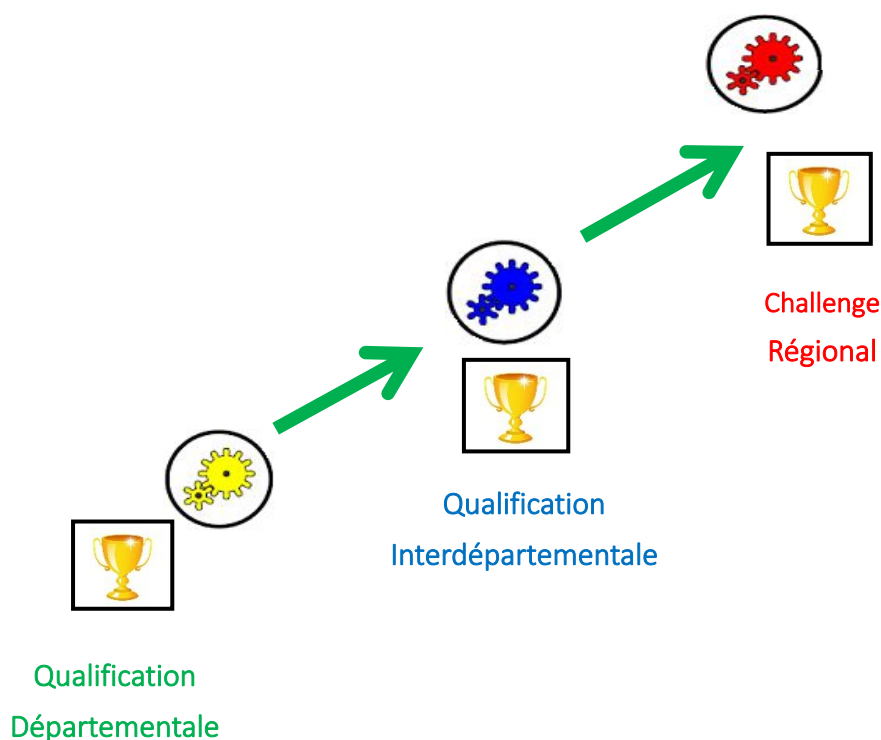 Challenge
Régional
Qualification
Interdépartementale
Qualification
Départementale